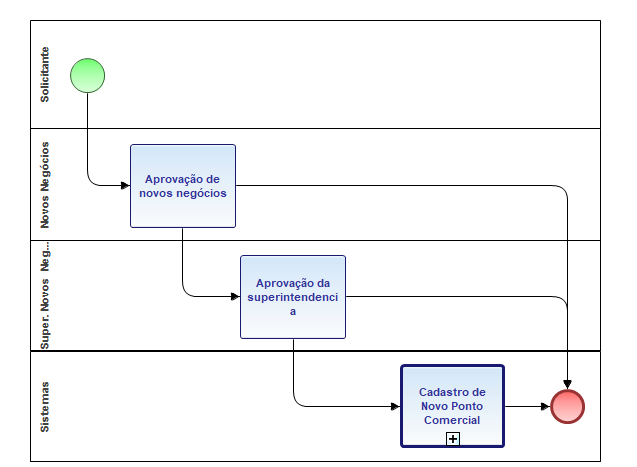 Solicitante
Novos Negócios
Aprovação de
novos negócios
Super. Novos Neg...
Aprovação da
superintendenci
a
Sistemas
Cadastro de
Novo Ponto
Comercial